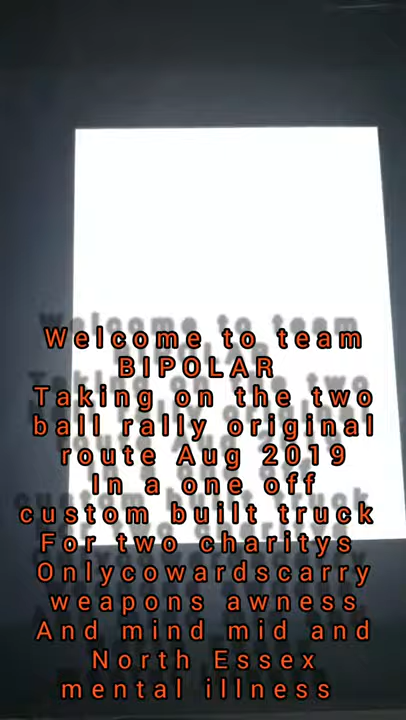 Welcome to team
BIPOLAR
Taking on the two
ball rally original
route Aug 2019
In a one off
custom built truck
For two charitys
Onlycowardscarry
weapons awness
And mind mid and
North Essex
mental illness